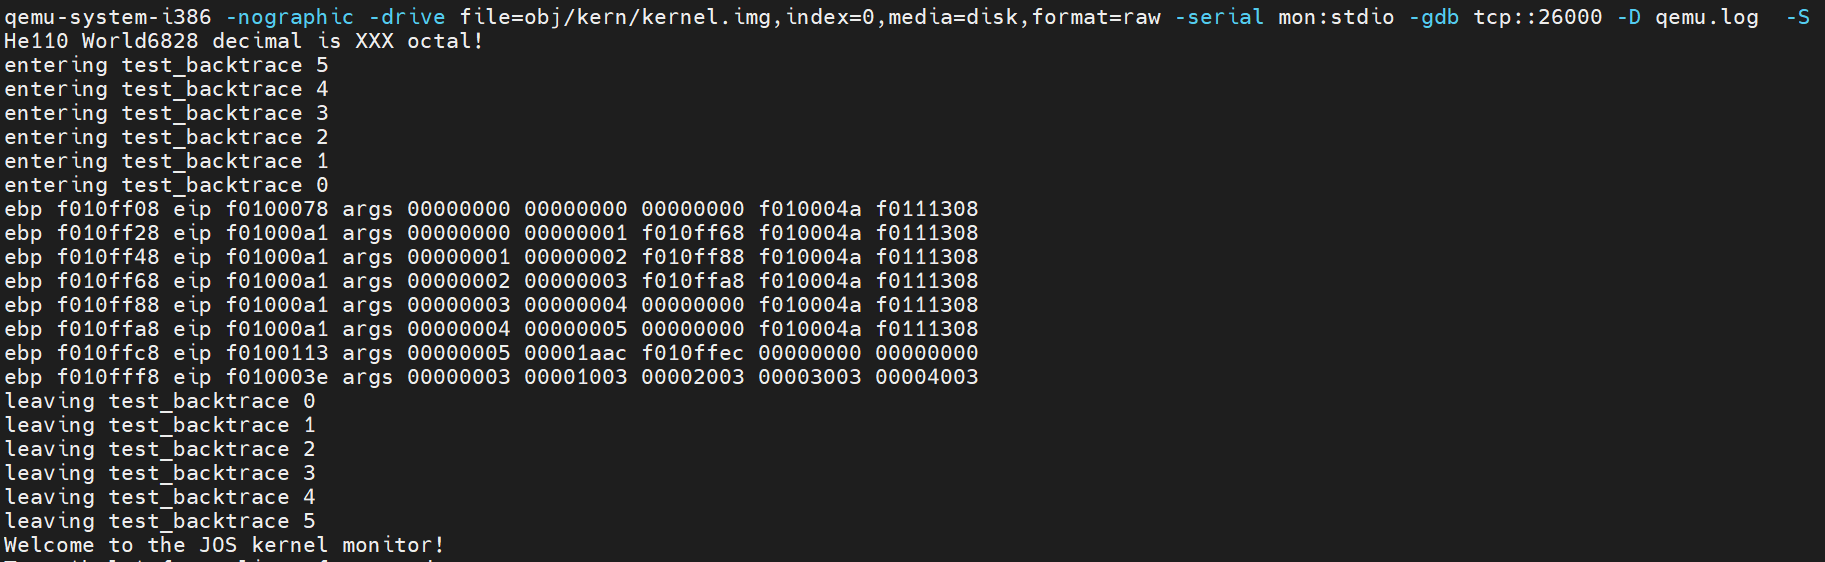 qemu-system-i386 -nographic -drive file=obj/kern/kernel.img,index=0,media=disk,format=raw -serial mon:stdio -gdb tcp::26000 -D qemu.log  -S
He110 World6828 decimal is XXX octal!
entering test_backtrace 5
entering test_backtrace 4
entering test_backtrace 3
entering test_backtrace 2
entering test_backtrace 1
entering test_backtrace 0
ebp f010ff08 eip f0100078 args 00000000 00000000 00000000 f010004a f0111308
ebp f010ff28 eip f01000a1 args 00000000 00000001 f010ff68 f010004a f0111308
ebp f010ff48 eip f01000a1 args 00000001 00000002 f010ff88 f010004a f0111308
ebp f010ff68 eip f01000a1 args 00000002 00000003 f010ffa8 f010004a f0111308
ebp f010ff88 eip f01000a1 args 00000003 00000004 00000000 f010004a f0111308
ebp f010ffa8 eip f01000a1 args 00000004 00000005 00000000 f010004a f0111308
ebp f010ffc8 eip f0100113 args 00000005 00001aac f010ffec 00000000 00000000
ebp f010fff8 eip f010003e args 00000003 00001003 00002003 00003003 00004003
leaving test_backtrace 0
leaving test_backtrace 1
leaving test_backtrace 2
leaving test_backtrace 3
leaving test_backtrace 4
leaving test_backtrace 5
Welcome to the JOS kernel monitor!